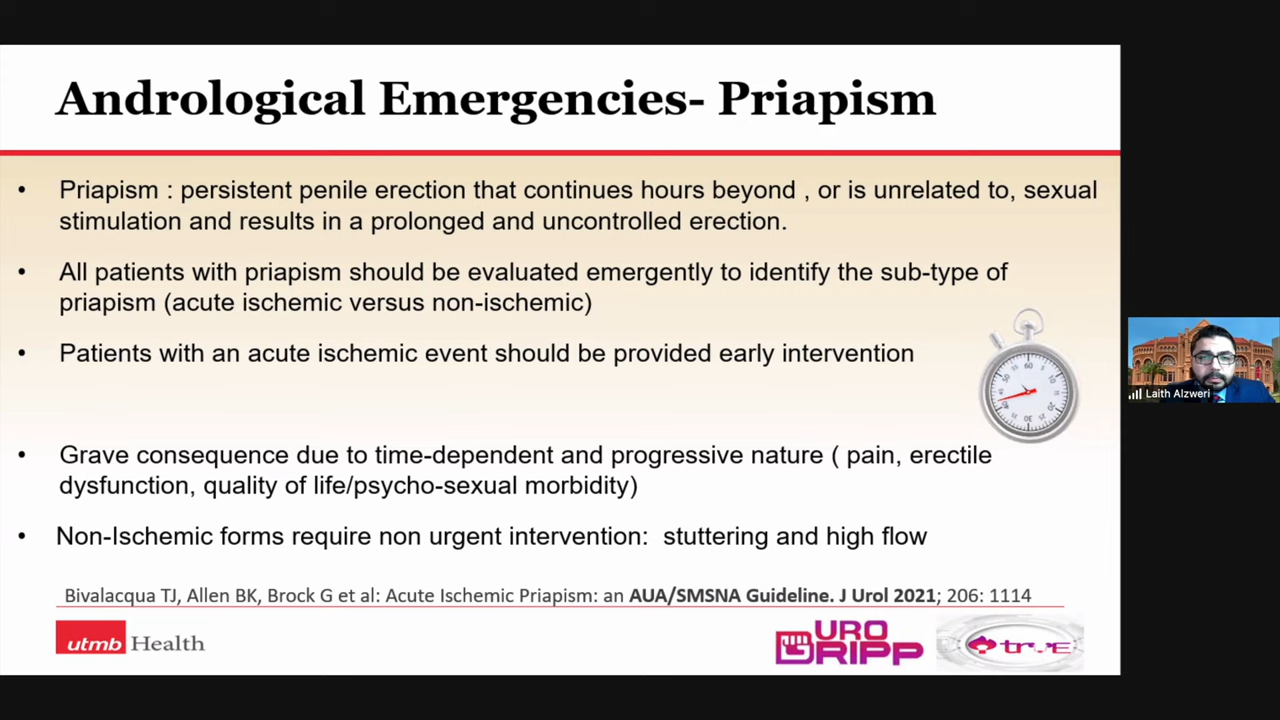 Andrological Emergencies- Priapism
• Priapism : persistent penile erection that continues hours beyond , or is unrelated to, sexual
stimulation and results in a prolonged and uncontrolled erection.
• All patients with priapism should be evaluated emergently to identify the sub-type of
priapism (acute ischemic versus non-ischemic)
• Patients with an acute ischemic event should be provided early intervention
60
• Grave consequence due to time-dependent and progressive nature ( pain, erectile
dysfunction, quality of life/psycho-sexual morbidity)
• Non-Ischemic forms require non urgent intervention: stuttering and high flow
Bivalacqua TJ, Allen BK, Brock G et al: Acute Ischemic Priapism: an AUA/SMSNA Guideline. J Urol 2021; 206: 1114
utmb Health
URO
GRIPP
true
Laith Alzweri